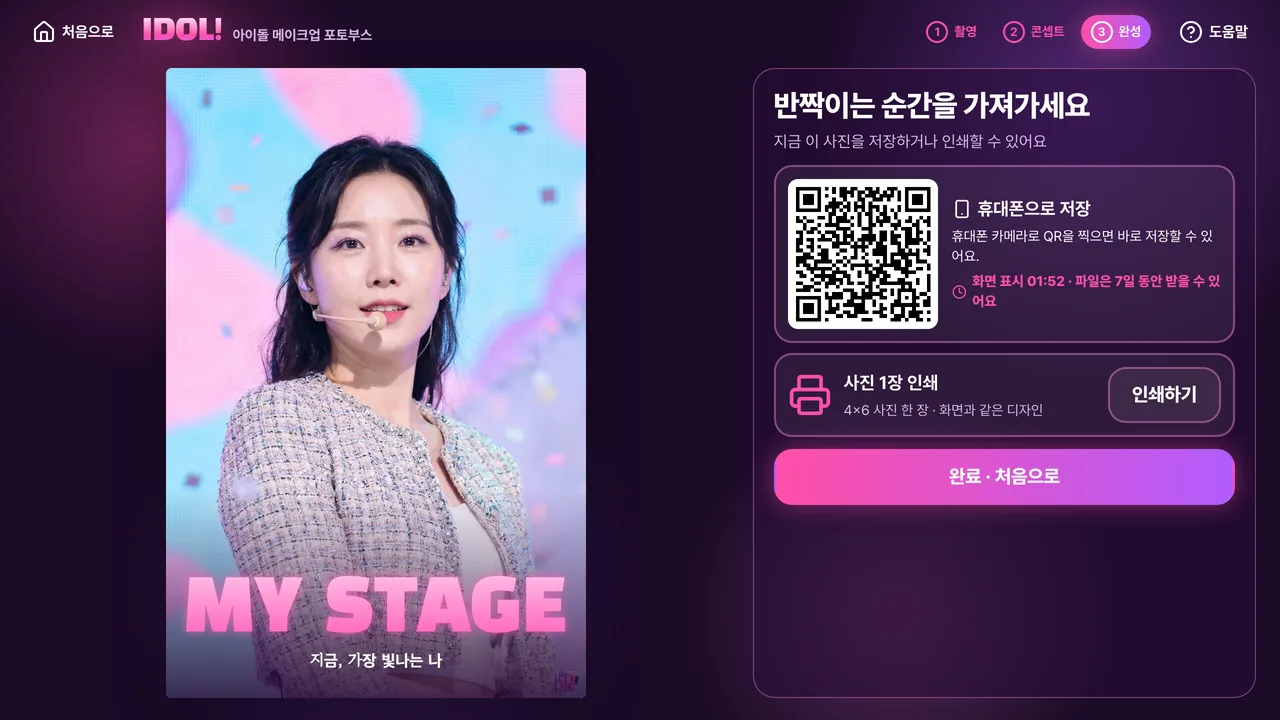 처음으로
IDOL!
아이돌 메이크업 포토부스
1 촬영
2 콘셉트
3 완성
? 도움말
MY STAGE
지금, 가장 빛나는 나
반짝이는 순간을 가져가세요
지금 이 사진을 저장하거나 인쇄할 수 있어요
휴대폰으로 저장
휴대폰 카메라로 QR을 찍으면 바로 저장할 수 있
어요.
화면 표시 01:52 · 파일은 7일 동안 받을 수 있
어요
사진 1장 인쇄
4×6 사진 한 장 · 화면과 같은 디자인
인쇄하기
완료 · 처음으로